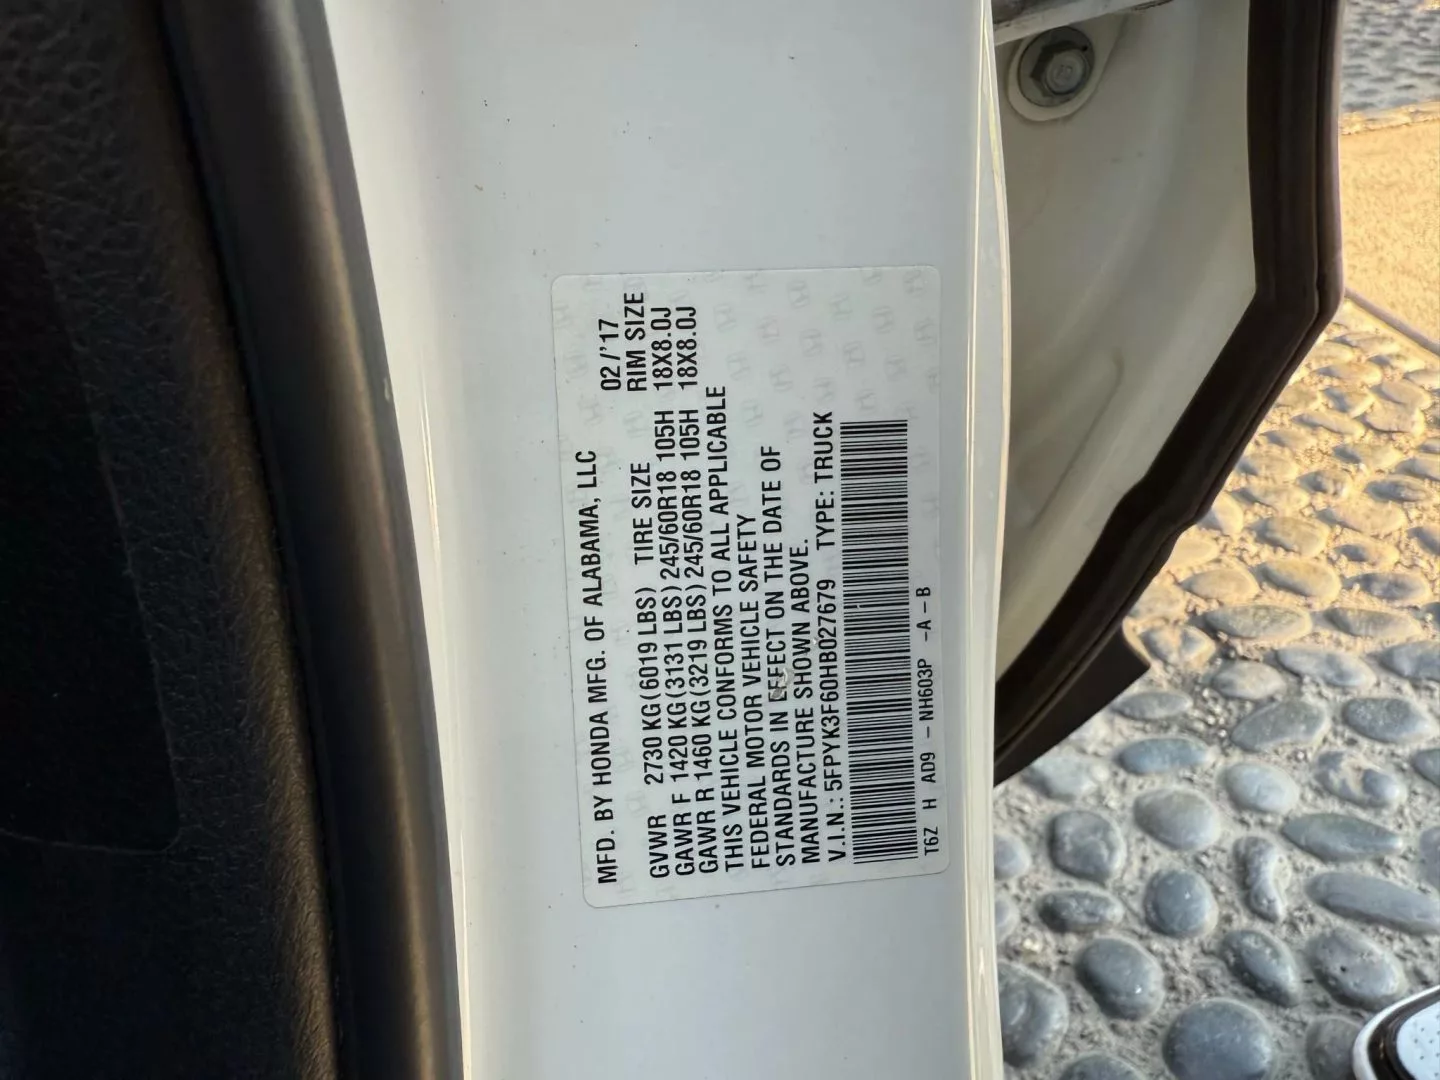 MFD. BY HONDA MFG. OF ALABAMA, LLC 02/'17
GVWR 2730 KG(6019 LBS) TIRE SIZE RIM SIZE
GAWR F 1420 KG(3131 LBS) 245/60R18 105H 18X8.0J
GAWR R 1460 KG(3219 LBS) 245/60R18 105H 18X8.0J
THIS VEHICLE CONFORMS TO ALL APPLICABLE
FEDERAL MOTOR VEHICLE SAFETY
STANDARDS IN EFFECT ON THE DATE OF
MANUFACTURE SHOWN ABOVE.
V.I.N.: 5FPYK3F60HB027679 TYPE: TRUCK
T6Z H AD9 - NH603P -A-B